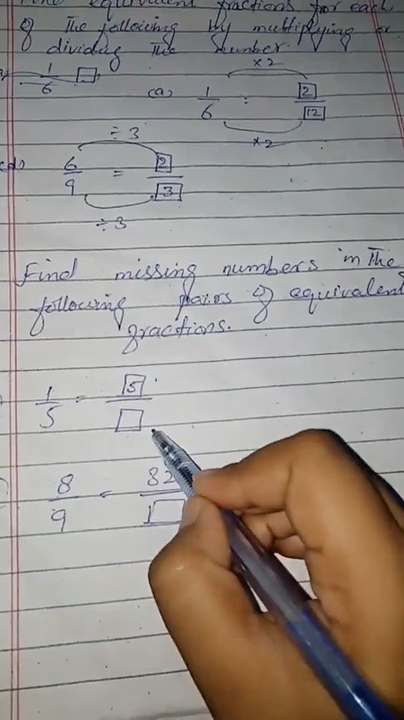 equivalent fractions for each
of the following by multiplying or
dividing the number.
×2
1/6 □
(a) 1/6 = 2/12
×2
÷3
6/9 = 2/3
÷3
Find missing numbers in the
following pairs of equivalent
fractions.
1/5 = 5/□
8/9 = 82/□